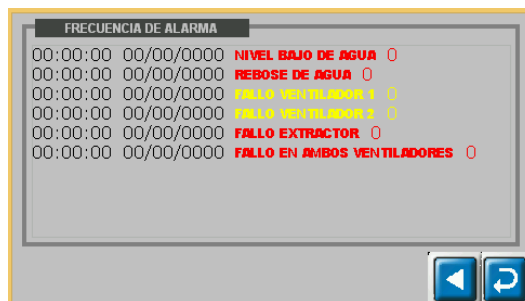 FRECUENCIA DE ALARMA
00:00:00 00/00/0000 NIVEL BAJO DE AGUA 0
00:00:00 00/00/0000 REBOSE DE AGUA 0
00:00:00 00/00/0000 FALLO VENTILADOR 1 0
00:00:00 00/00/0000 FALLO VENTILADOR 2 0
00:00:00 00/00/0000 FALLO EXTRACTOR 0
00:00:00 00/00/0000 FALLO EN AMBOS VENTILADORES 0